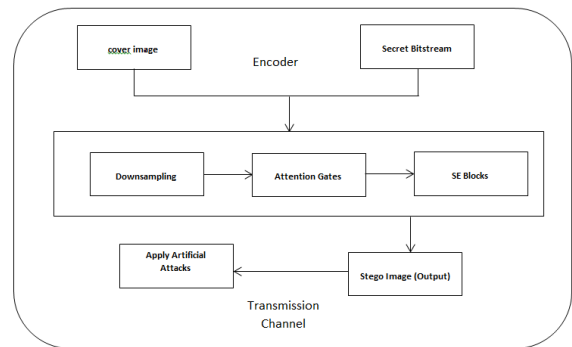 cover image
Secret Bitstream
Encoder
Downsampling
Attention Gates
SE Blocks
Apply Artificial
Attacks
Stego Image (Output)
Transmission
Channel